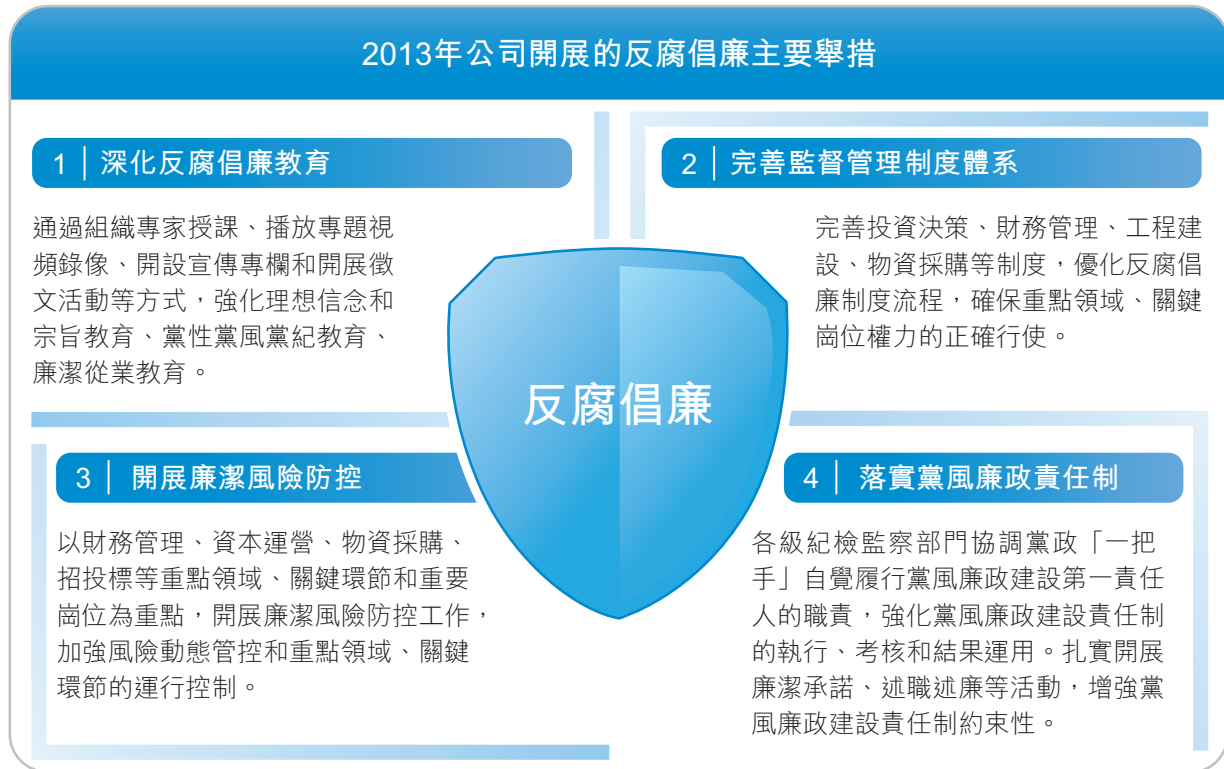 2013年公司開展的反腐倡廉主要舉措
1 | 深化反腐倡廉教育
通過組織專家授課、播放專題視
頻錄像、開設宣傳專欄和開展徵
文活動等方式，強化理想信念和
宗旨教育、黨性黨風黨紀教育、
廉潔從業教育。
2 | 完善監督管理制度體系
完善投資決策、財務管理、工程建
設、物資採購等制度，優化反腐倡
廉制度流程，確保重點領域、關鍵
崗位權力的正確行使。
反腐倡廉
3 | 開展廉潔風險防控
以財務管理、資本運營、物資採購、
招投標等重點領域、關鍵環節和重要
崗位為重點，開展廉潔風險防控工作，
加強風險動態管控和重點領域、關鍵
環節的運行控制。
4 | 落實黨風廉政責任制
各級紀檢監察部門協調黨政「一把
手」自覺履行黨風廉政建設第一責任
人的職責，強化黨風廉政建設責任制
的執行、考核和結果運用。扎實開展
廉潔承諾、述職述廉等活動，增強黨
風廉政建設責任制約束性。